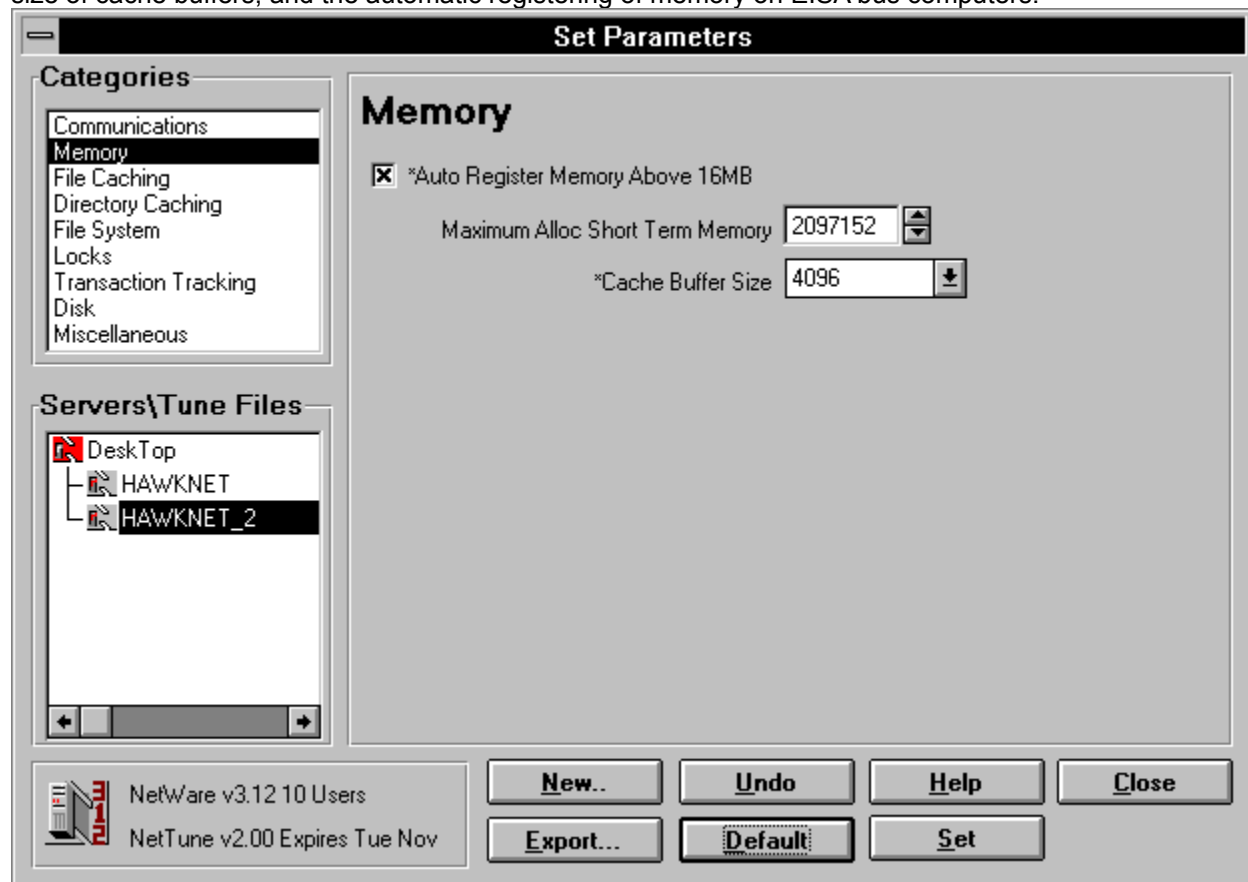 size of cache buffers, and the automatic registering of memory on EISA bus computers.
Set Parameters
Categories
Communications
Memory
File Caching
Directory Caching
File System
Locks
Transaction Tracking
Disk
Miscellaneous
Memory
*Auto Register Memory Above 16MB
Maximum Alloc Short Term Memory 2097152
*Cache Buffer Size 4096
Servers\Tune Files
DeskTop
HAWKNET
HAWKNET_2
312
NetWare v3.12 10 Users
NetTune v2.00 Expires Tue Nov
New.. Undo Help Close
Export... Default Set